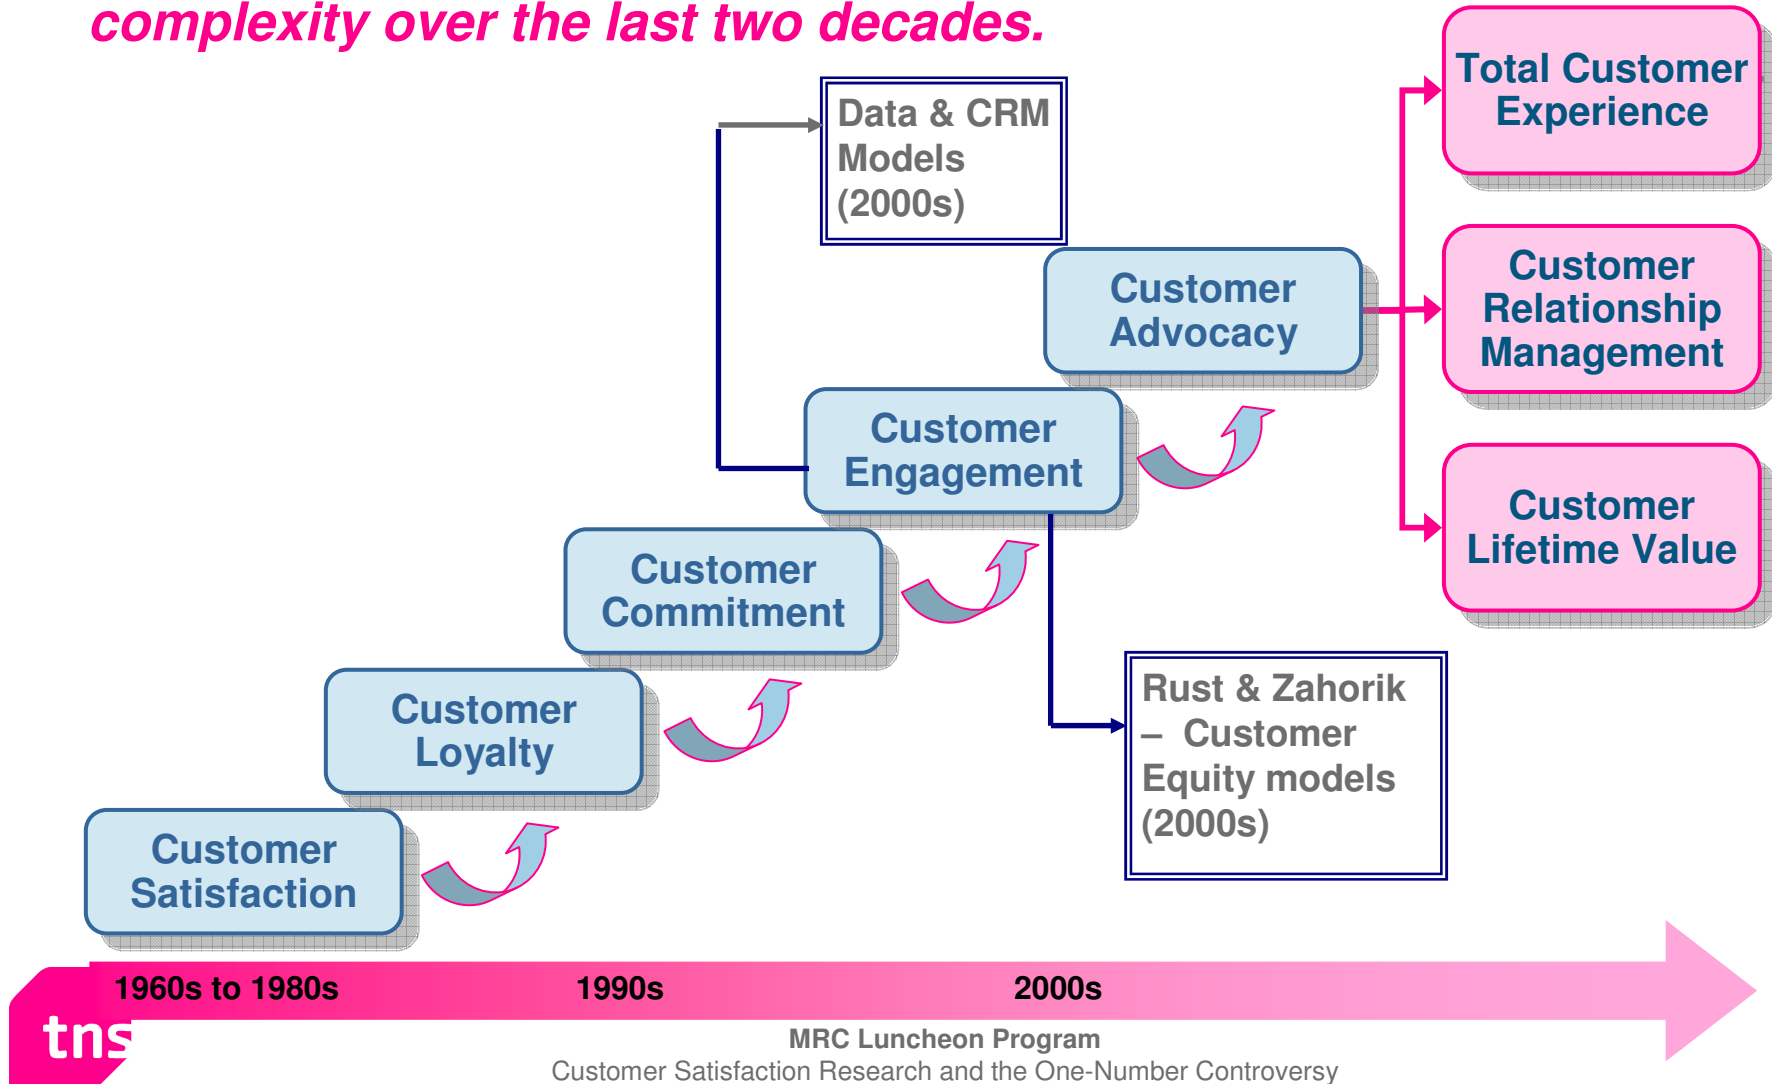 complexity over the last two decades.
Total Customer
Experience
Data & CRM
Models
(2000s)
Customer
Advocacy
Customer
Relationship
Management
Customer
Engagement
Customer
Lifetime Value
Customer
Commitment
Rust & Zahorik
– Customer
Equity models
(2000s)
Customer
Loyalty
Customer
Satisfaction
1960s to 1980s
1990s
2000s
tns
MRC Luncheon Program
Customer Satisfaction Research and the One-Number Controversy